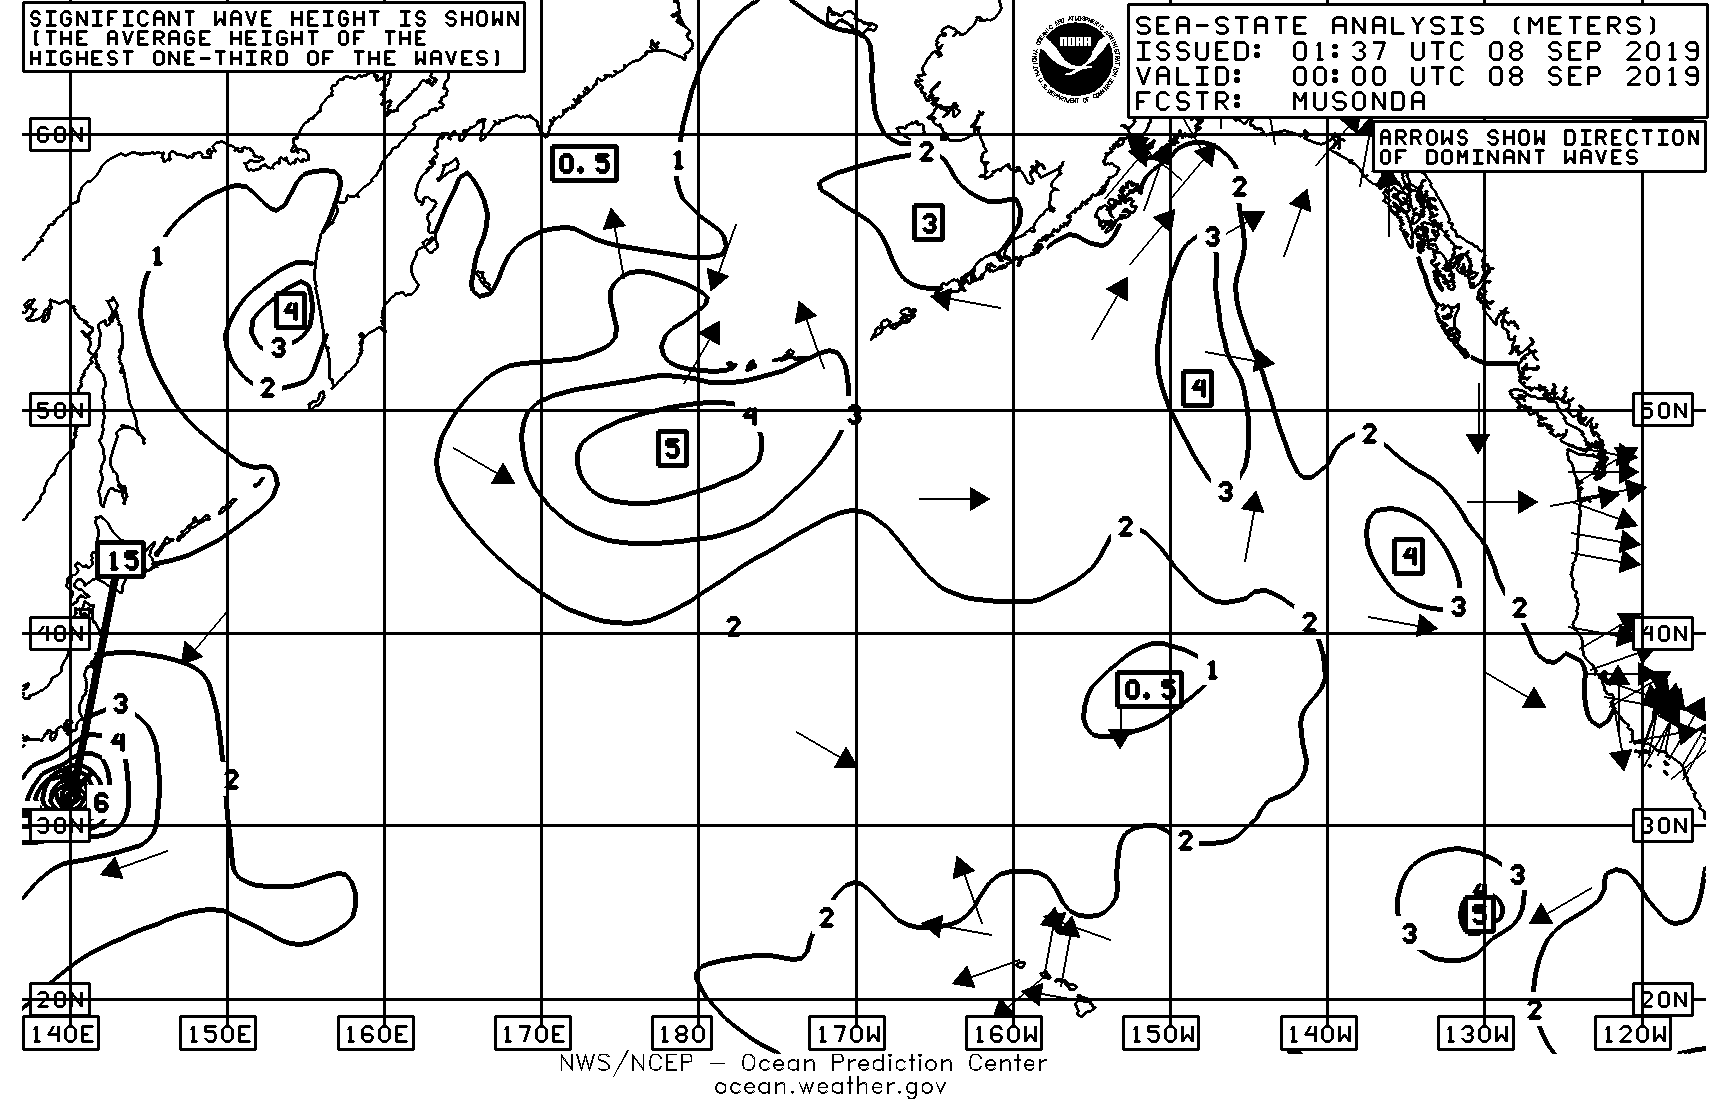 SIGNIFICANT WAVE HEIGHT IS SHOWN
(THE AVERAGE HEIGHT OF THE
HIGHEST ONE-THIRD OF THE WAVES)
NOAA
SEA-STATE ANALYSIS (METERS)
ISSUED: 01:37 UTC 08 SEP 2019
VALID: 00:00 UTC 08 SEP 2019
FCSTR: MUSONDA
ARROWS SHOW DIRECTION
OF DOMINANT WAVES
60N
0.5
1
2
2
3
3
1
4
3
2
4
50N
4
3
2
50N
5
3
2
15
4
3
2
2
2
40N
40N
1
0.5
3
4
2
6
30N
2
30N
3
4
5
2
3
20N
2
20N
140E 150E 160E 170E 180 170W 160W 150W 140W 130W 120W
NWS/NCEP – Ocean Prediction Center
ocean.weather.gov